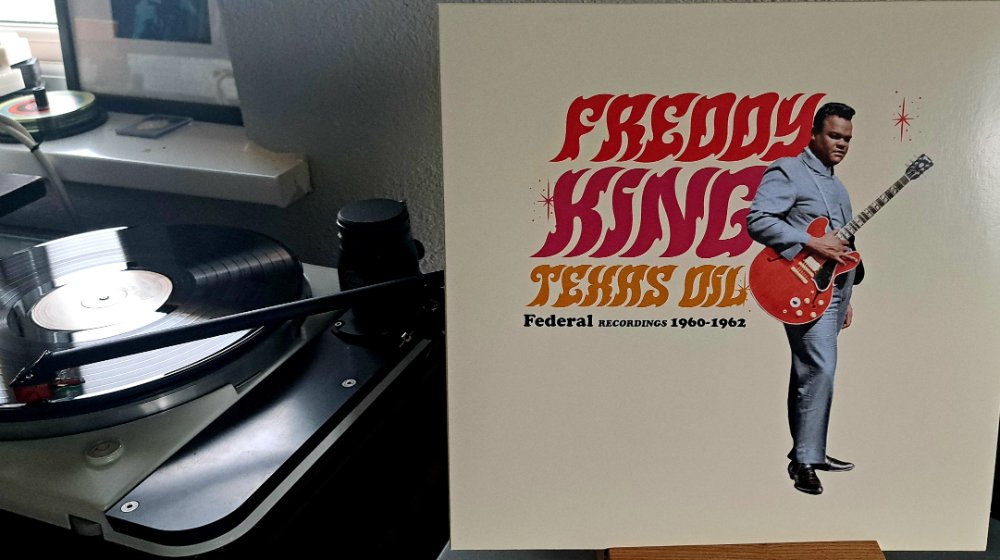 FREDDY
KING
TEXAS OIL
Federal RECORDINGS 1960-1962